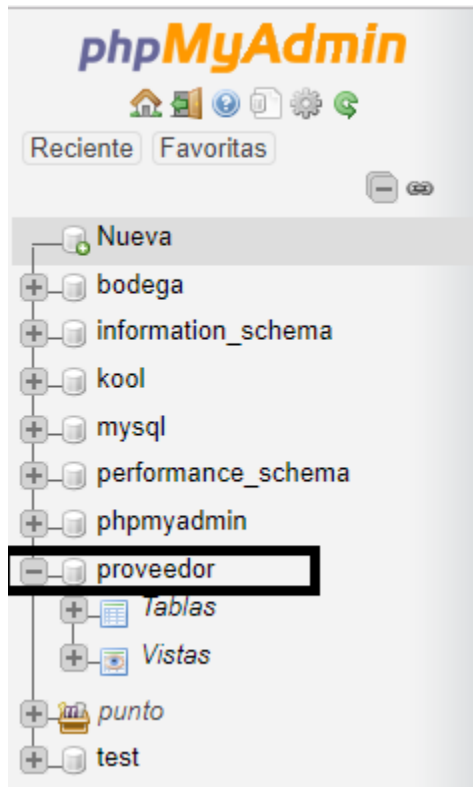 phpMyAdmin
Reciente Favoritas
Nueva
bodega
information_schema
kool
mysql
performance_schema
phpmyadmin
proveedor
Tablas
Vistas
punto
test